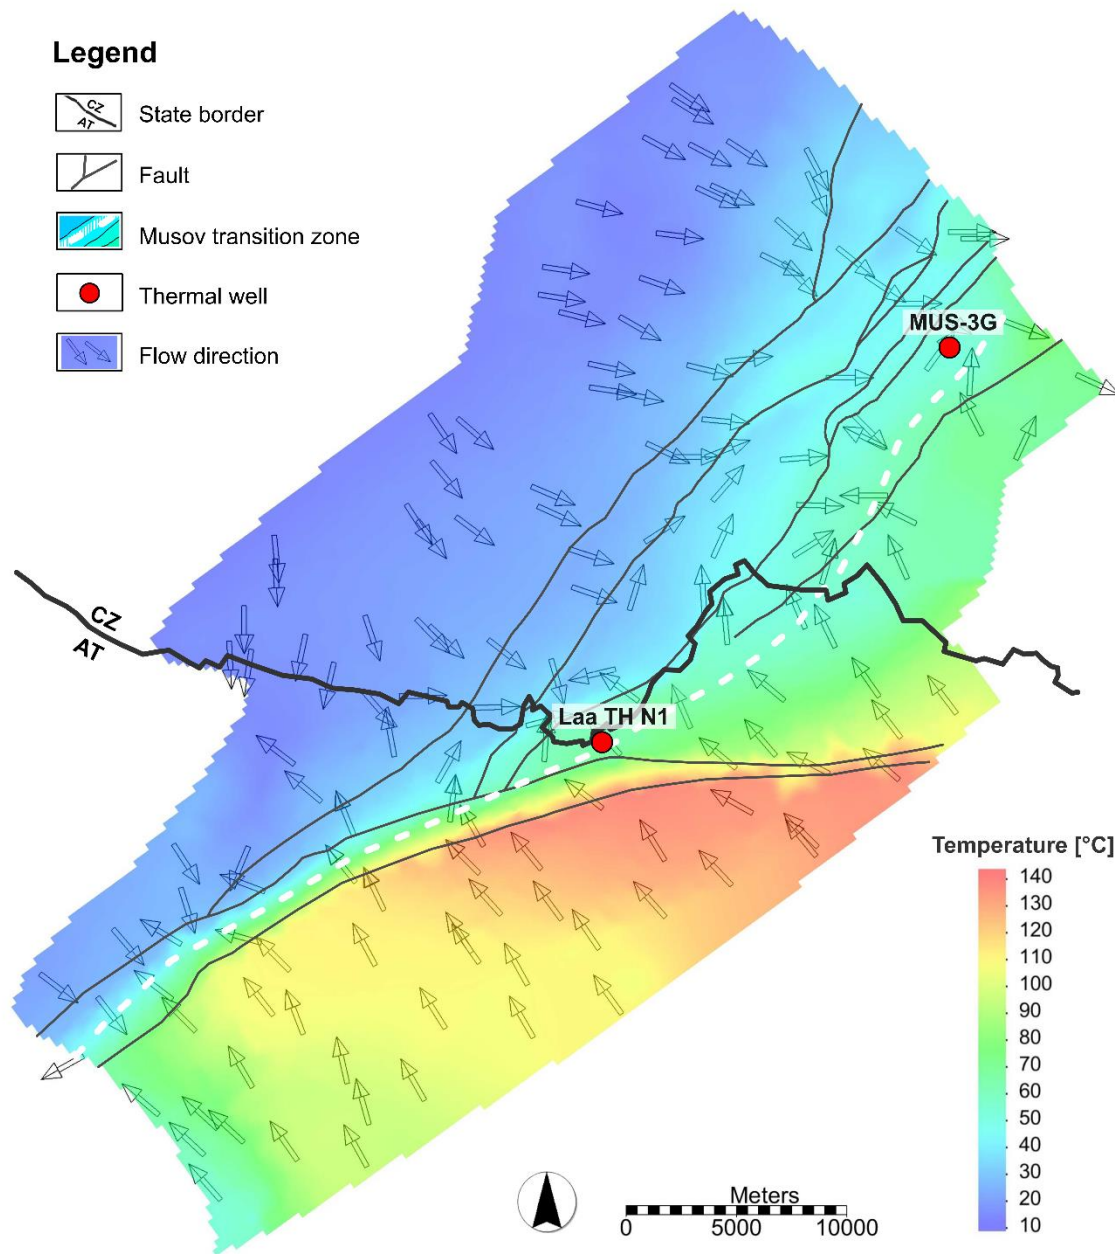 Legend
CZ
AT
State border
Fault
Musov transition zone
Thermal well
Flow direction
MUS-3G
CZ
AT
Laa TH N1
Temperature [°C]
140
130
120
110
100
90
80
70
60
50
40
30
20
10
Meters
0 5000 10000